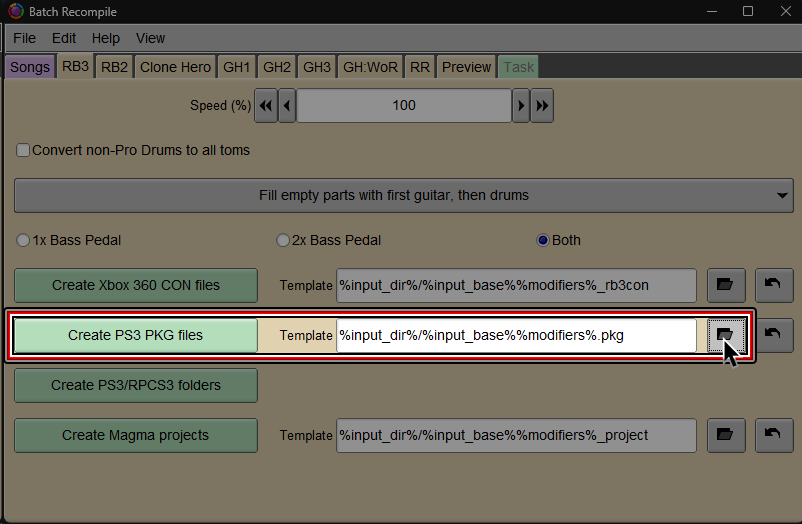 Batch Recompile
File Edit Help View
Songs RB3 RB2 Clone Hero GH1 GH2 GH3 GH:WoR RR Preview Task
Speed (%) 100
Convert non-Pro Drums to all toms
Fill empty parts with first guitar, then drums
1x Bass Pedal 2x Bass Pedal Both
Create Xbox 360 CON files Template %input_dir%/%input_base%%modifiers%_rb3con
Create PS3 PKG files Template %input_dir%/%input_base%%modifiers%.pkg
Create PS3/RPCS3 folders
Create Magma projects Template %input_dir%/%input_base%%modifiers%_project